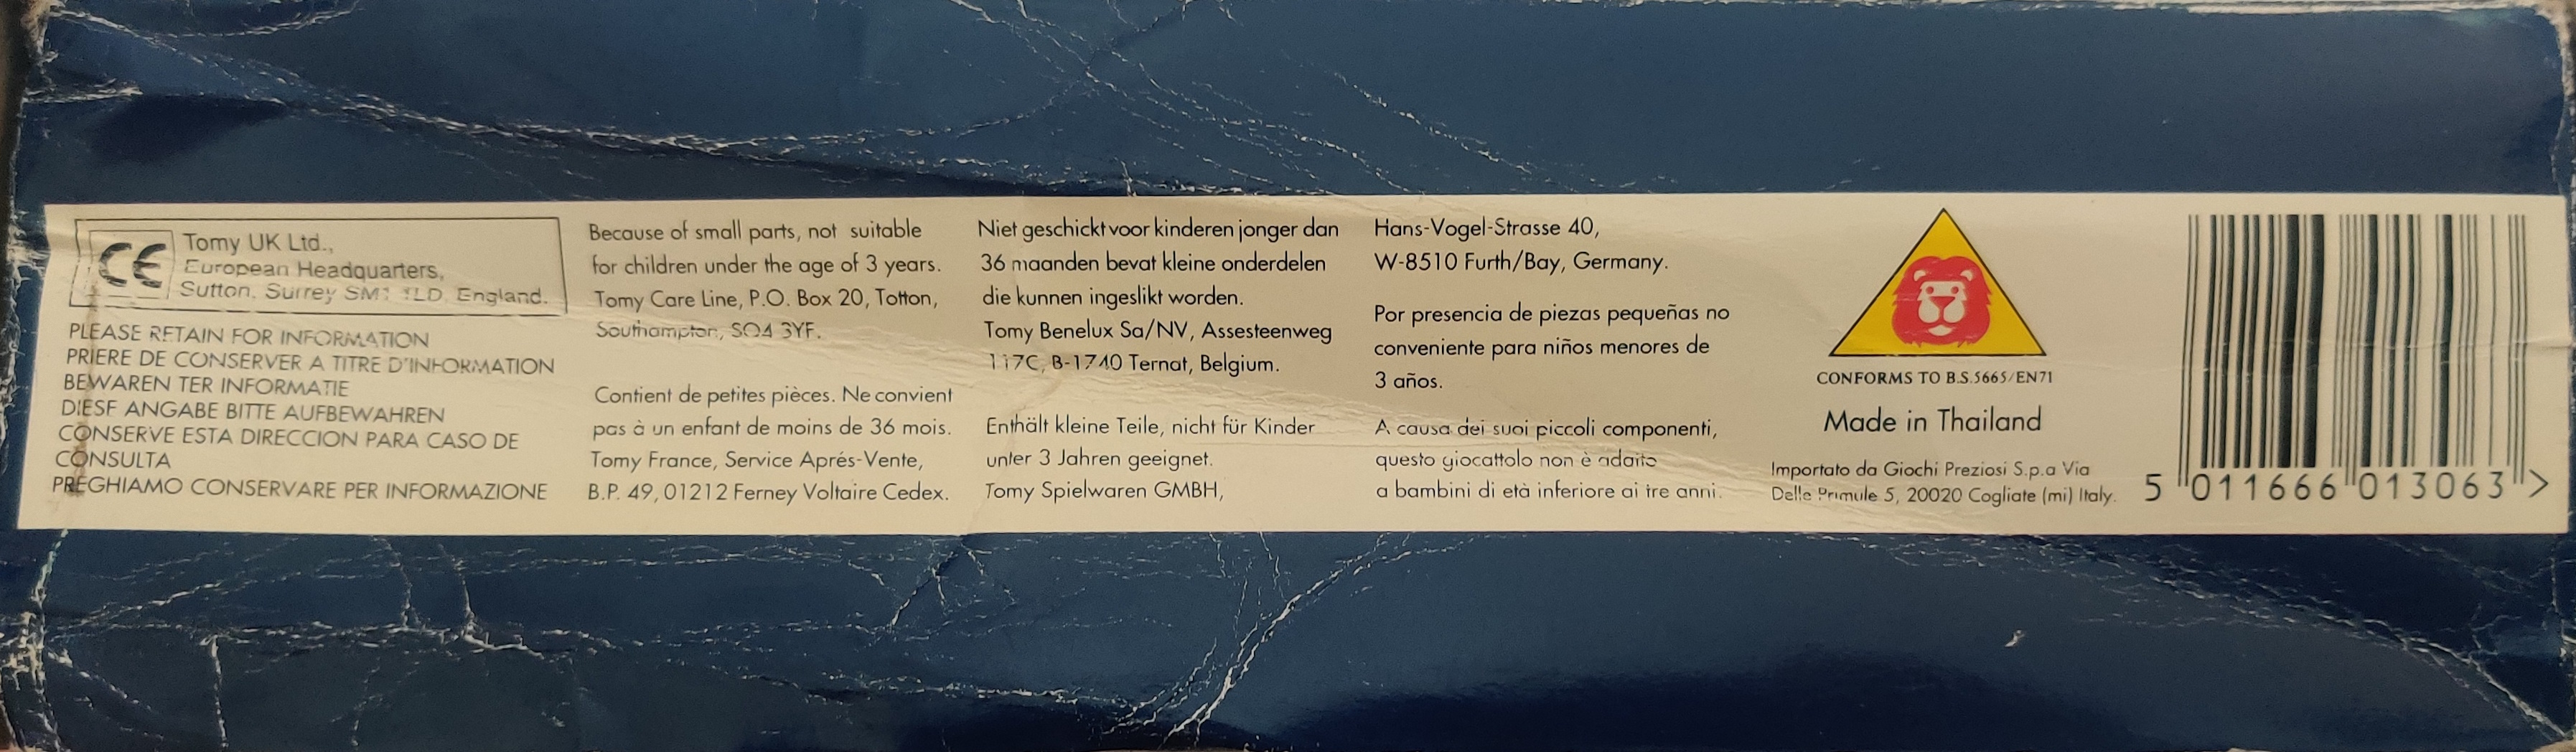 CE
Tomy UK Ltd.,
European Headquarters,
Sutton, Surrey SM1 1LD England.
PLEASE RETAIN FOR INFORMATION
PRIERE DE CONSERVER A TITRE D'INFORMATION
BEWAREN TER INFORMATIE
DIESE ANGABE BITTE AUFBEWAHREN
CONSERVE ESTA DIRECCION PARA CASO DE
CONSULTA
PREGHIAMO CONSERVARE PER INFORMAZIONE
Because of small parts, not suitable
for children under the age of 3 years.
Tomy Care Line, P.O. Box 20, Totton,
Southampton, SO4 3YF.
Contient de petites pièces. Ne convient
pas à un enfant de moins de 36 mois.
Tomy France, Service Aprés-Vente,
B.P. 49, 01212 Ferney Voltaire Cedex.
Niet geschikt voor kinderen jonger dan
36 maanden bevat kleine onderdelen
die kunnen ingeslikt worden.
Tomy Benelux Sa/NV, Assesteenweg
117C, B-1740 Ternat, Belgium.
Enthält kleine Teile, nicht für Kinder
unter 3 Jahren geeignet.
Tomy Spielwaren GMBH,
Hans-Vogel-Strasse 40,
W-8510 Furth/Bay, Germany.
Por presencia de piezas pequeñas no
conveniente para niños menores de
3 años.
A causa dei suoi piccoli componenti,
questo giocattolo non è adatto
a bambini di età inferiore ai tre anni.
CONFORMS TO B.S.5665/EN71
Made in Thailand
Importato da Giochi Preziosi S.p.a Via
Delle Primule 5, 20020 Cogliate (mi) Italy.
5 011666 013063 >